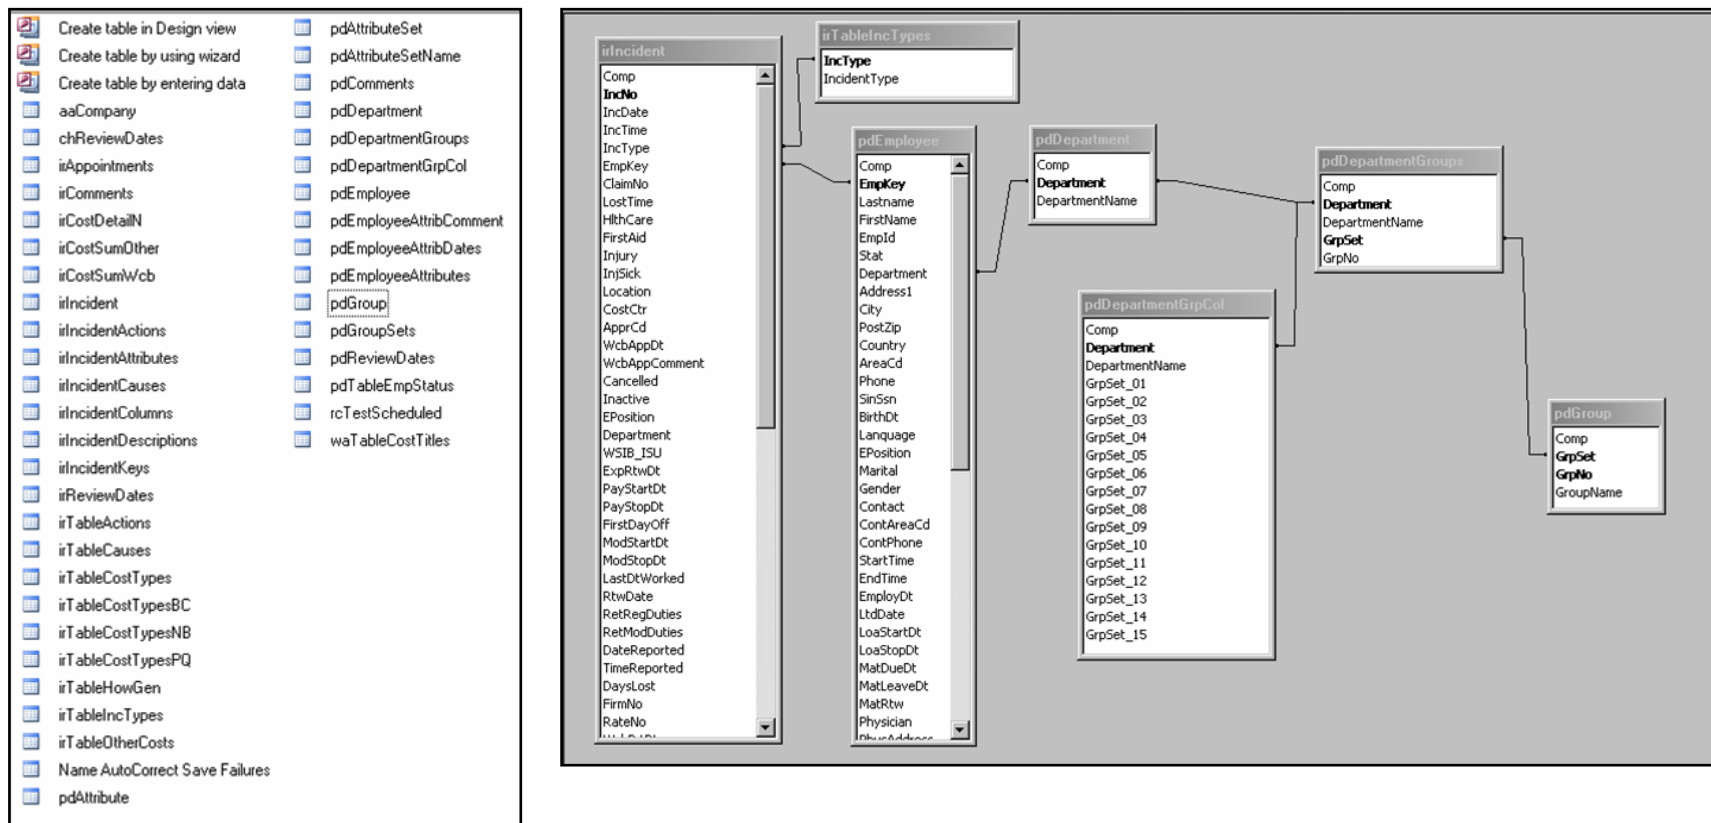 Create table in Design view
Create table by using wizard
Create table by entering data
aaCompany
chReviewDates
irAppointments
irComments
irCostDetailN
irCostSumOther
irCostSumWcb
irIncident
irIncidentActions
irIncidentAttributes
irIncidentCauses
irIncidentColumns
irIncidentDescriptions
irIncidentKeys
irReviewDates
irTableActions
irTableCauses
irTableCostTypes
irTableCostTypesBC
irTableCostTypesNB
irTableCostTypesPQ
irTableHowGen
irTableIncTypes
irTableOtherCosts
Name AutoCorrect Save Failures
pdAttribute
pdAttributeSet
pdAttributeSetName
pdComments
pdDepartment
pdDepartmentGroups
pdDepartmentGrpCol
pdEmployee
pdEmployeeAttribComment
pdEmployeeAttribDates
pdEmployeeAttributes
pdGroup
pdGroupSets
pdReviewDates
pdTableEmpStatus
rcTestScheduled
waTableCostTitles
irIncident
Comp
IncNo
IncDate
IncTime
IncType
EmpKey
ClaimNo
LostTime
HlthCare
FirstAid
Injury
InjSick
Location
CostCtr
ApprCd
WcbAppDt
WcbAppComment
Cancelled
Inactive
EPosition
Department
WSIB_ISU
ExpRtwDt
PayStartDt
PayStopDt
FirstDayOff
ModStartDt
ModStopDt
LastDtWorked
RtwDate
RetRegDuties
RetModDuties
DateReported
TimeReported
DaysLost
FirmNo
RateNo
irTableIncTypes
IncType
IncidentType
pdEmployee
Comp
EmpKey
Lastname
FirstName
EmpId
Stat
Department
Address1
City
PostZip
Country
AreaCd
Phone
SinSsn
BirthDt
Lanquage
EPosition
Marital
Gender
Contact
ContAreaCd
ContPhone
StartTime
EndTime
EmployDt
LtdDate
LoaStartDt
LoaStopDt
MatDueDt
MatLeaveDt
MatRtw
Physician
PhysAddress
pdDepartment
Comp
Department
DepartmentName
pdDepartmentGrpCol
Comp
Department
DepartmentName
GrpSet_01
GrpSet_02
GrpSet_03
GrpSet_04
GrpSet_05
GrpSet_06
GrpSet_07
GrpSet_08
GrpSet_09
GrpSet_10
GrpSet_11
GrpSet_12
GrpSet_13
GrpSet_14
GrpSet_15
pdDepartmentGroups
Comp
Department
DepartmentName
GrpSet
GrpNo
pdGroup
Comp
GrpSet
GrpNo
GroupName